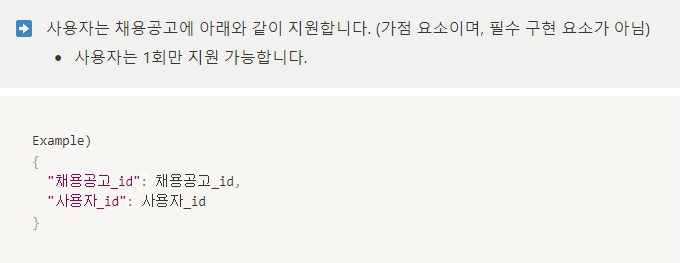 사용자는 채용공고에 아래와 같이 지원합니다. (가점 요소이며, 필수 구현 요소가 아님)
• 사용자는 1회만 지원 가능합니다.
Example)
{
"채용공고_id": 채용공고_id,
"사용자_id": 사용자_id
}